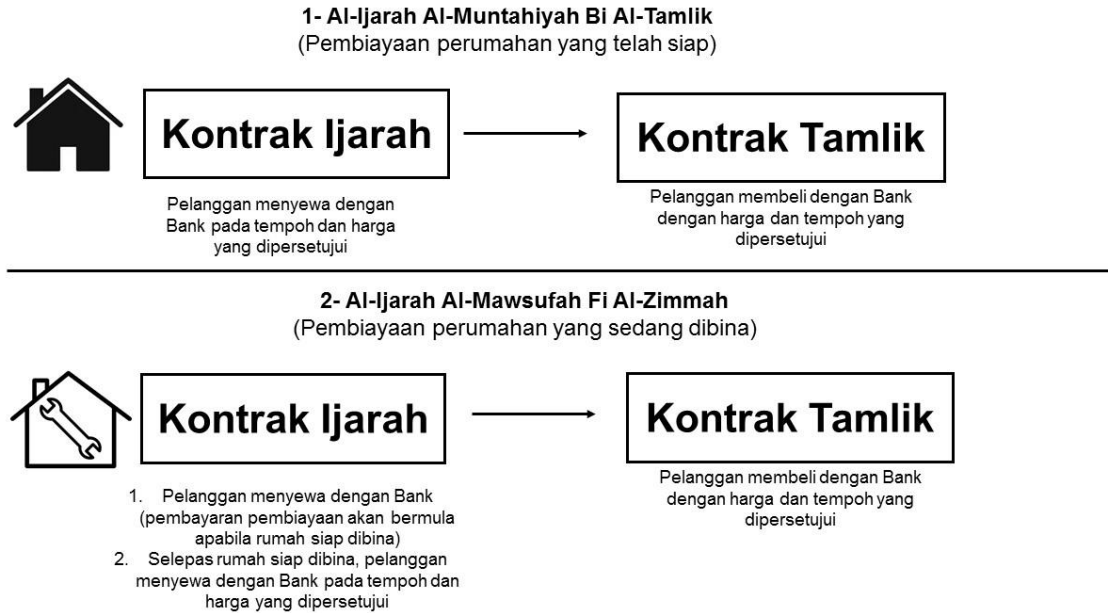 1- Al-Ijarah Al-Muntahiyah Bi Al-Tamlik
(Pembiayaan perumahan yang telah siap)
Kontrak Ijarah
Pelanggan menyewa dengan
Bank pada tempoh dan harga
yang dipersetujui
Kontrak Tamlik
Pelanggan membeli dengan Bank
dengan harga dan tempoh yang
dipersetujui
2- Al-Ijarah Al-Mawsufah Fi Al-Zimmah
(Pembiayaan perumahan yang sedang dibina)
Kontrak Ijarah
1. Pelanggan menyewa dengan Bank
(pembayaran pembiayaan akan bermula
apabila rumah siap dibina)
2. Selepas rumah siap dibina, pelanggan
menyewa dengan Bank pada tempoh dan
harga yang dipersetujui
Kontrak Tamlik
Pelanggan membeli dengan Bank
dengan harga dan tempoh yang
dipersetujui